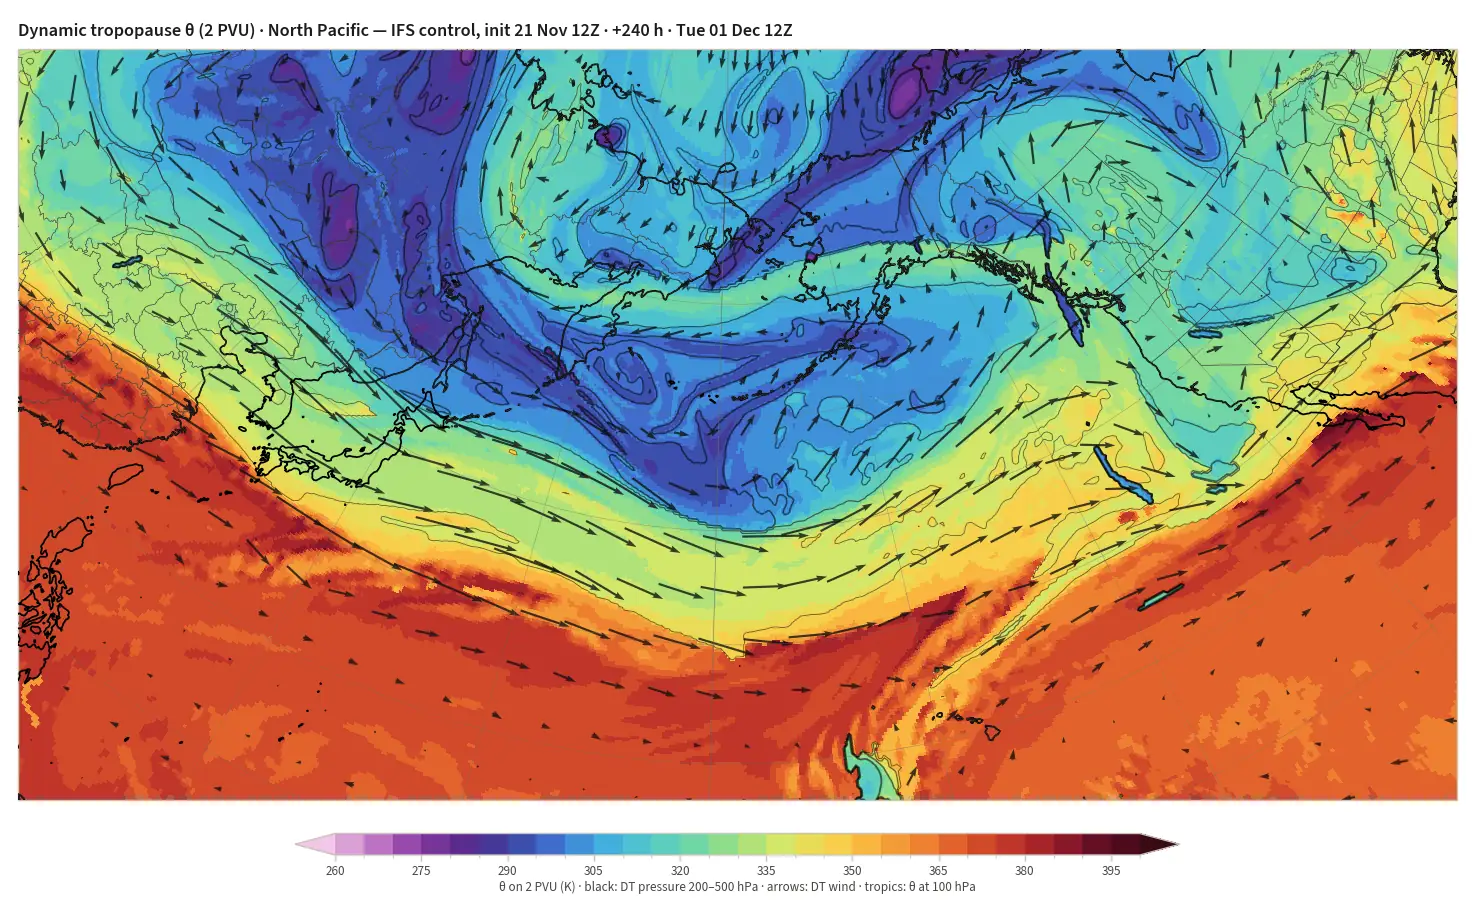 Dynamic tropopause θ (2 PVU) · North Pacific — IFS control, init 21 Nov 12Z · +240 h · Tue 01 Dec 12Z
260 275 290 305 320 335 350 365 380 395
θ on 2 PVU (K) · black: DT pressure 200–500 hPa · arrows: DT wind · tropics: θ at 100 hPa